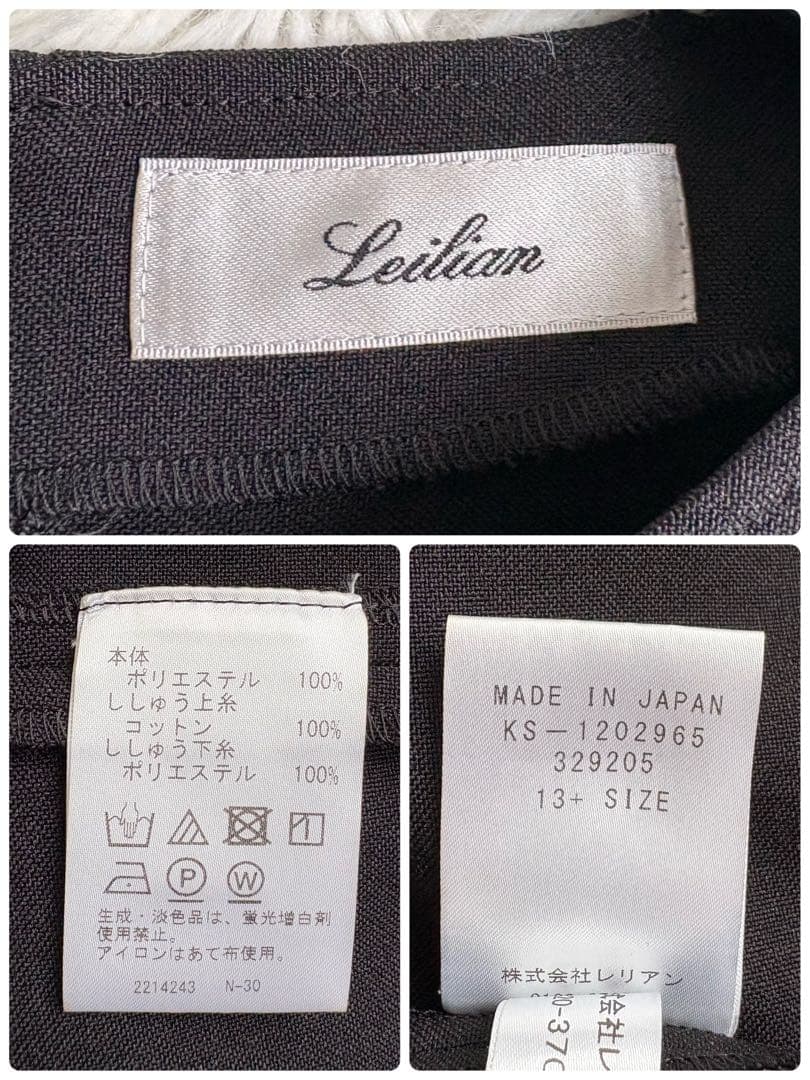 Leilian
本体
ポリエステル 100%
ししゅう上糸
コットン 100%
ししゅう下糸
ポリエステル 100%
P W
生成・淡色品は、蛍光増白剤
使用禁止。
アイロンはあて布使用。
2214243 N-30
MADE IN JAPAN
KS-1202965
329205
13+ SIZE
株式会社レリアン